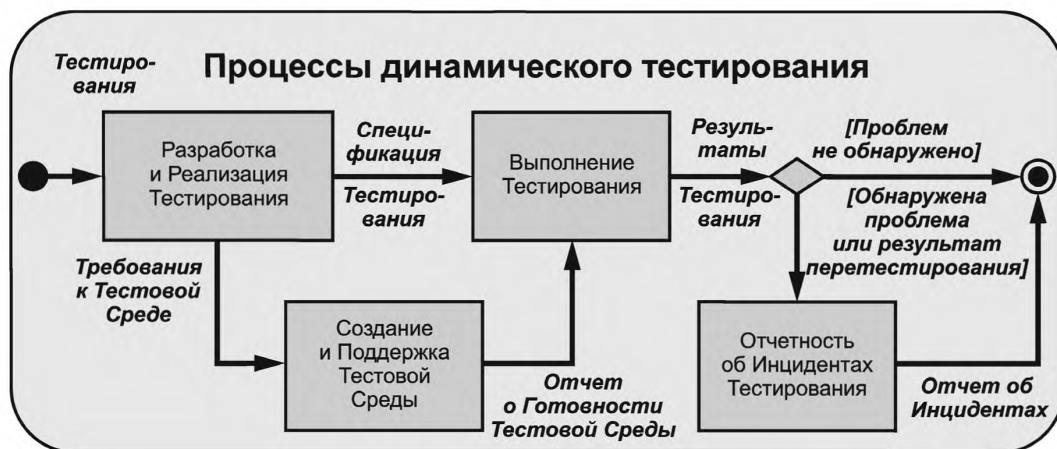 Процессы динамического тестирования
Тестиро-
вания
Разработка
и Реализация
Тестирования
Специ-
фикация
Тестиро-
вания
Выполнение
Тестирования
Резуль-
таты
Тестиро-
вания
[Проблем
не обнаружено]
[Обнаружена
проблема
или результат
перетестирования]
Требования
к Тестовой
Среде
Создание
и Поддержка
Тестовой
Среды
Отчет
о Готовности
Тестовой Среды
Отчетность
об Инцидентах
Тестирования
Отчет об
Инцидентах